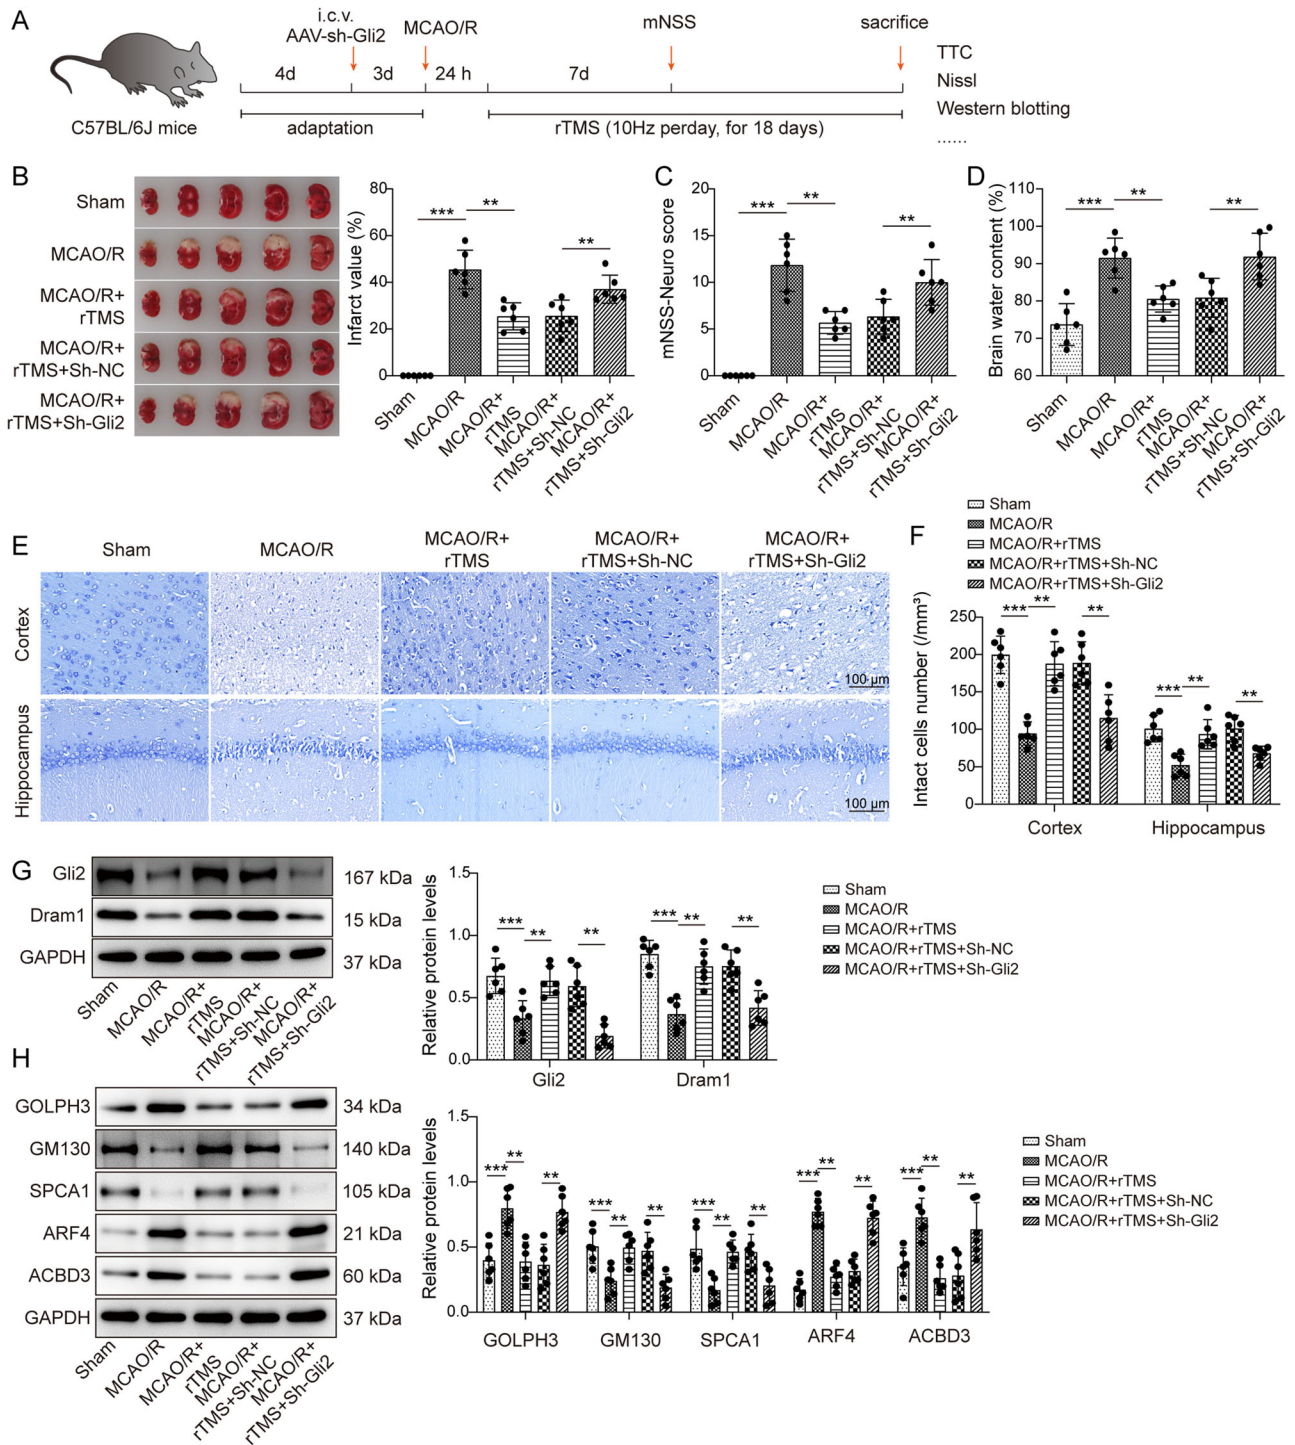 A
i.c.v.
AAV-sh-Gli2
MCAO/R
mNSS
sacrifice
4d
3d
24 h
7d
adaptation
rTMS (10Hz perday, for 18 days)
C57BL/6J mice
TTC
Nissl
Western blotting
......
B
Sham
MCAO/R
MCAO/R+
rTMS
MCAO/R+
rTMS+Sh-NC
MCAO/R+
rTMS+Sh-Gli2
Infarct value (%)
80
60
40
20
0
***
**
**
Sham
MCAO/R
MCAO/R+
rTMS
MCAO/R+
rTMS+Sh-NC
MCAO/R+
rTMS+Sh-Gli2
C
mNSS-Neuro score
20
15
10
5
0
***
**
**
Sham
MCAO/R
MCAO/R+
rTMS
MCAO/R+
rTMS+Sh-NC
MCAO/R+
rTMS+Sh-Gli2
D
Brain water content (%)
110
100
90
80
70
60
***
**
**
Sham
MCAO/R
MCAO/R+
rTMS
MCAO/R+
rTMS+Sh-NC
MCAO/R+
rTMS+Sh-Gli2
E
Sham
MCAO/R
MCAO/R+
rTMS
MCAO/R+
rTMS+Sh-NC
MCAO/R+
rTMS+Sh-Gli2
Cortex
100 μm
Hippocampus
100 μm
F
Sham
MCAO/R
MCAO/R+rTMS
MCAO/R+rTMS+Sh-NC
MCAO/R+rTMS+Sh-Gli2
Intact cells number (/mm³)
250
200
150
100
50
0
***
**
**
***
**
**
Cortex
Hippocampus
G
Gli2
167 kDa
Dram1
15 kDa
GAPDH
37 kDa
Sham
MCAO/R
MCAO/R+
rTMS
MCAO/R+
rTMS+Sh-NC
MCAO/R+
rTMS+Sh-Gli2
Relative protein levels
1.5
1.0
0.5
0.0
***
**
**
***
**
**
Gli2
Dram1
Sham
MCAO/R
MCAO/R+rTMS
MCAO/R+rTMS+Sh-NC
MCAO/R+rTMS+Sh-Gli2
H
GOLPH3
34 kDa
GM130
140 kDa
SPCA1
105 kDa
ARF4
21 kDa
ACBD3
60 kDa
GAPDH
37 kDa
Sham
MCAO/R
MCAO/R+
rTMS
MCAO/R+
rTMS+Sh-NC
MCAO/R+
rTMS+Sh-Gli2
Relative protein levels
1.5
1.0
0.5
0.0
***
**
**
***
**
**
***
**
**
***
**
**
***
**
**
GOLPH3
GM130
SPCA1
ARF4
ACBD3
Sham
MCAO/R
MCAO/R+rTMS
MCAO/R+rTMS+Sh-NC
MCAO/R+rTMS+Sh-Gli2